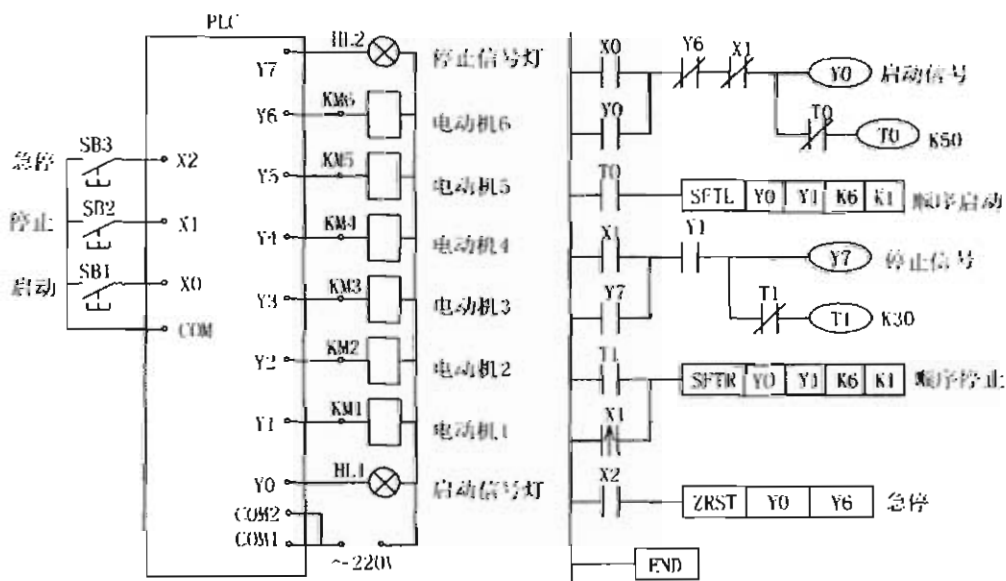 PLC
Y7
HL2
停止信号灯
Y6
KM6
电动机6
急停
SB3
X2
Y5
KM5
电动机5
停止
SB2
X1
Y4
KM4
电动机4
启动
SB1
X0
Y3
KM3
电动机3
COM
Y2
KM2
电动机2
Y1
KM1
电动机1
Y0
HL1
启动信号灯
COM2
COM1
~220V
X0
Y6
X1
Y0
启动信号
Y0
T0
T0
K50
T0
SFTL Y0 Y1 K6 K1
顺序启动
X1
Y1
Y7
停止信号
Y7
T1
T1
K30
T1
SFTR Y0 Y1 K6 K1
顺序停止
X1
X2
ZRST Y0 Y6
急停
END